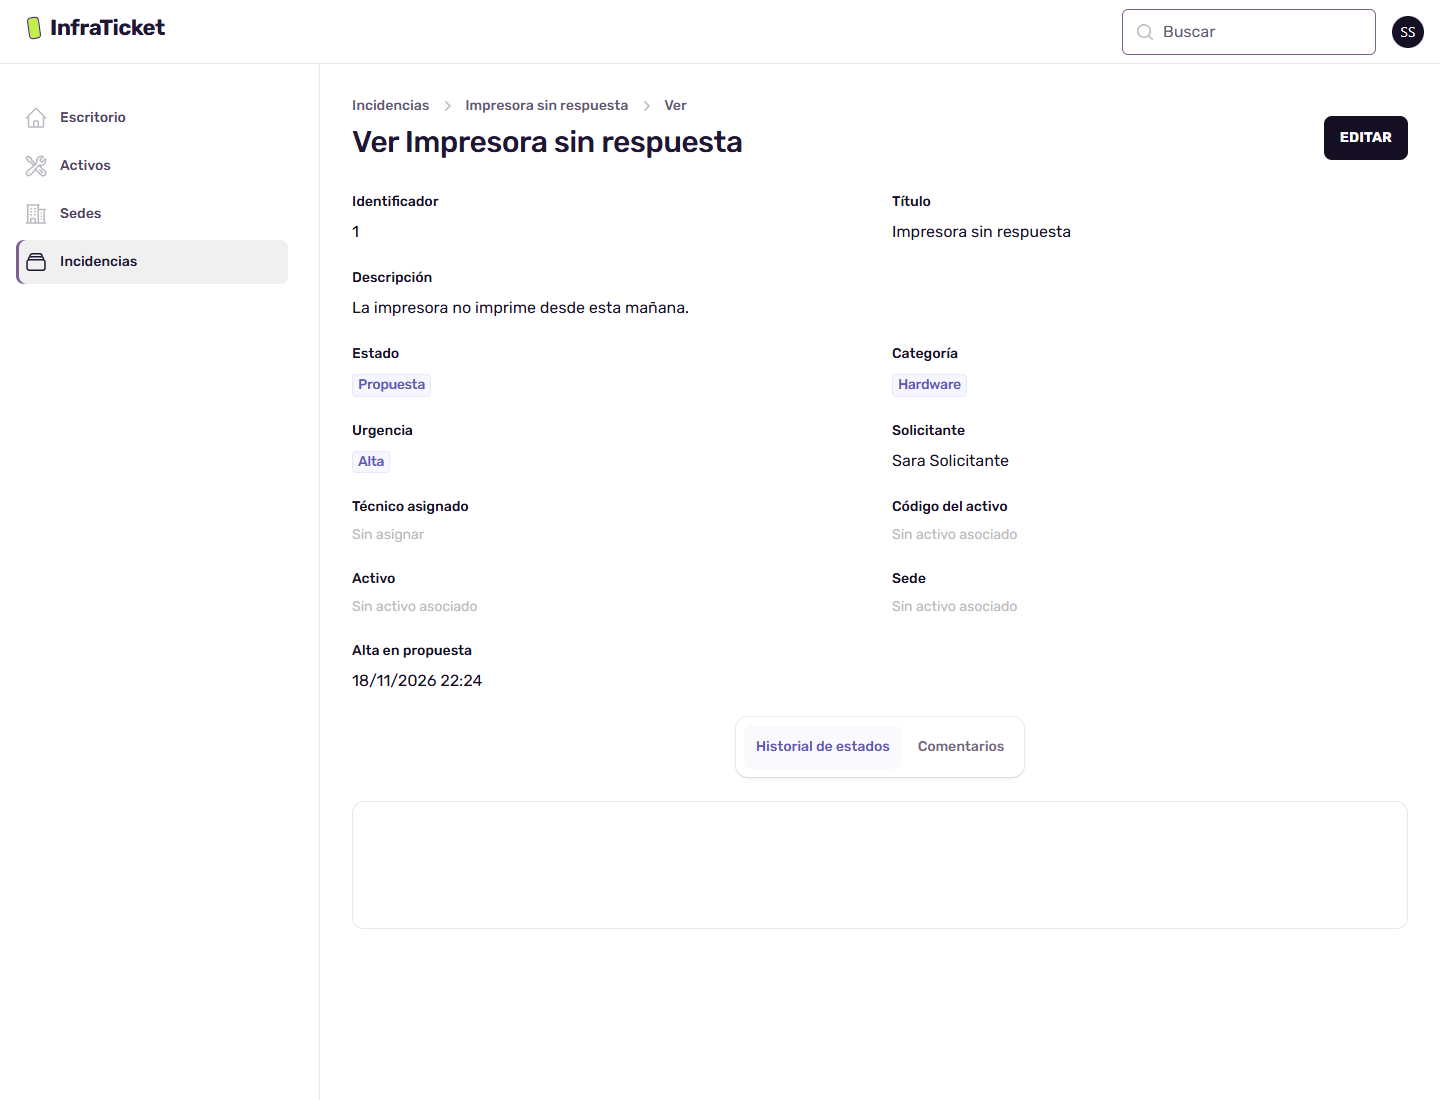 InfraTicket
Buscar
SS
Escritorio
Activos
Sedes
Incidencias
Incidencias > Impresora sin respuesta > Ver
Ver Impresora sin respuesta
EDITAR
Identificador
1
Título
Impresora sin respuesta
Descripción
La impresora no imprime desde esta mañana.
Estado
Propuesta
Categoría
Hardware
Urgencia
Alta
Solicitante
Sara Solicitante
Técnico asignado
Sin asignar
Código del activo
Sin activo asociado
Activo
Sin activo asociado
Sede
Sin activo asociado
Alta en propuesta
18/11/2026 22:24
Historial de estados
Comentarios